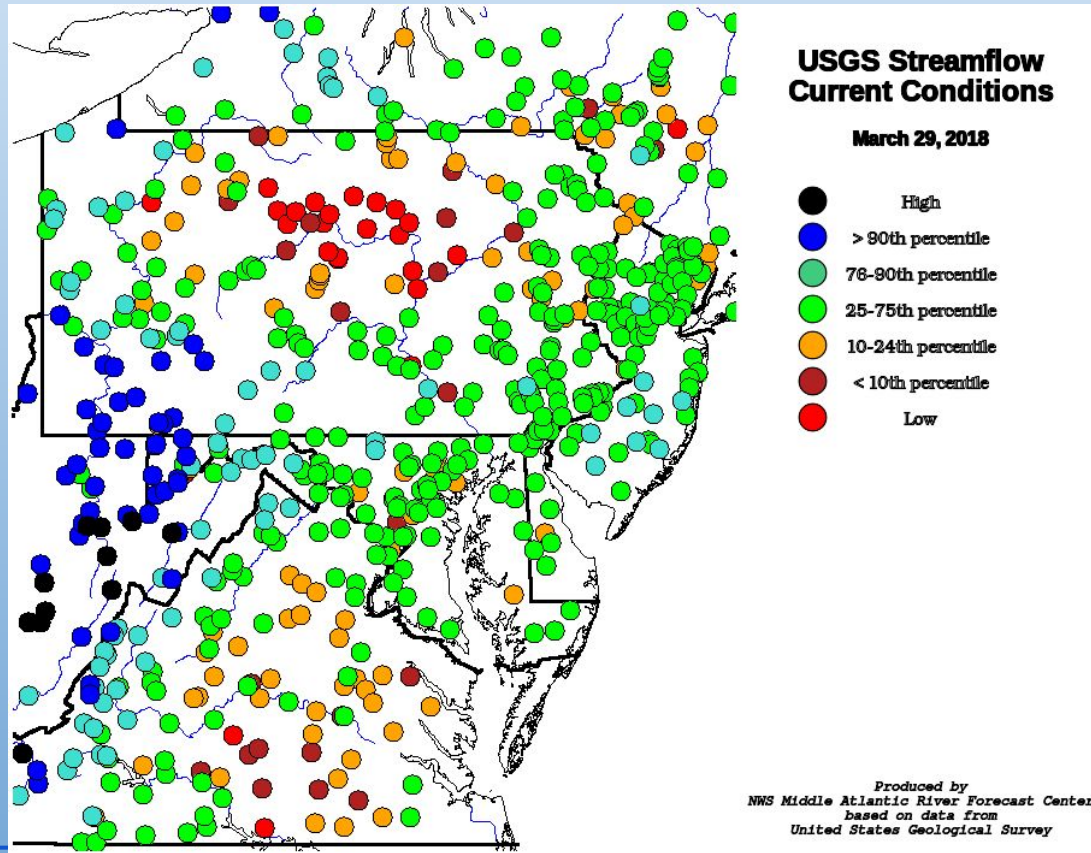 USGS Streamflow
Current Conditions
March 29, 2018
High
> 90th percentile
76-90th percentile
25-75th percentile
10-24th percentile
< 10th percentile
Low
Produced by
NWS Middle Atlantic River Forecast Center
based on data from
United States Geological Survey